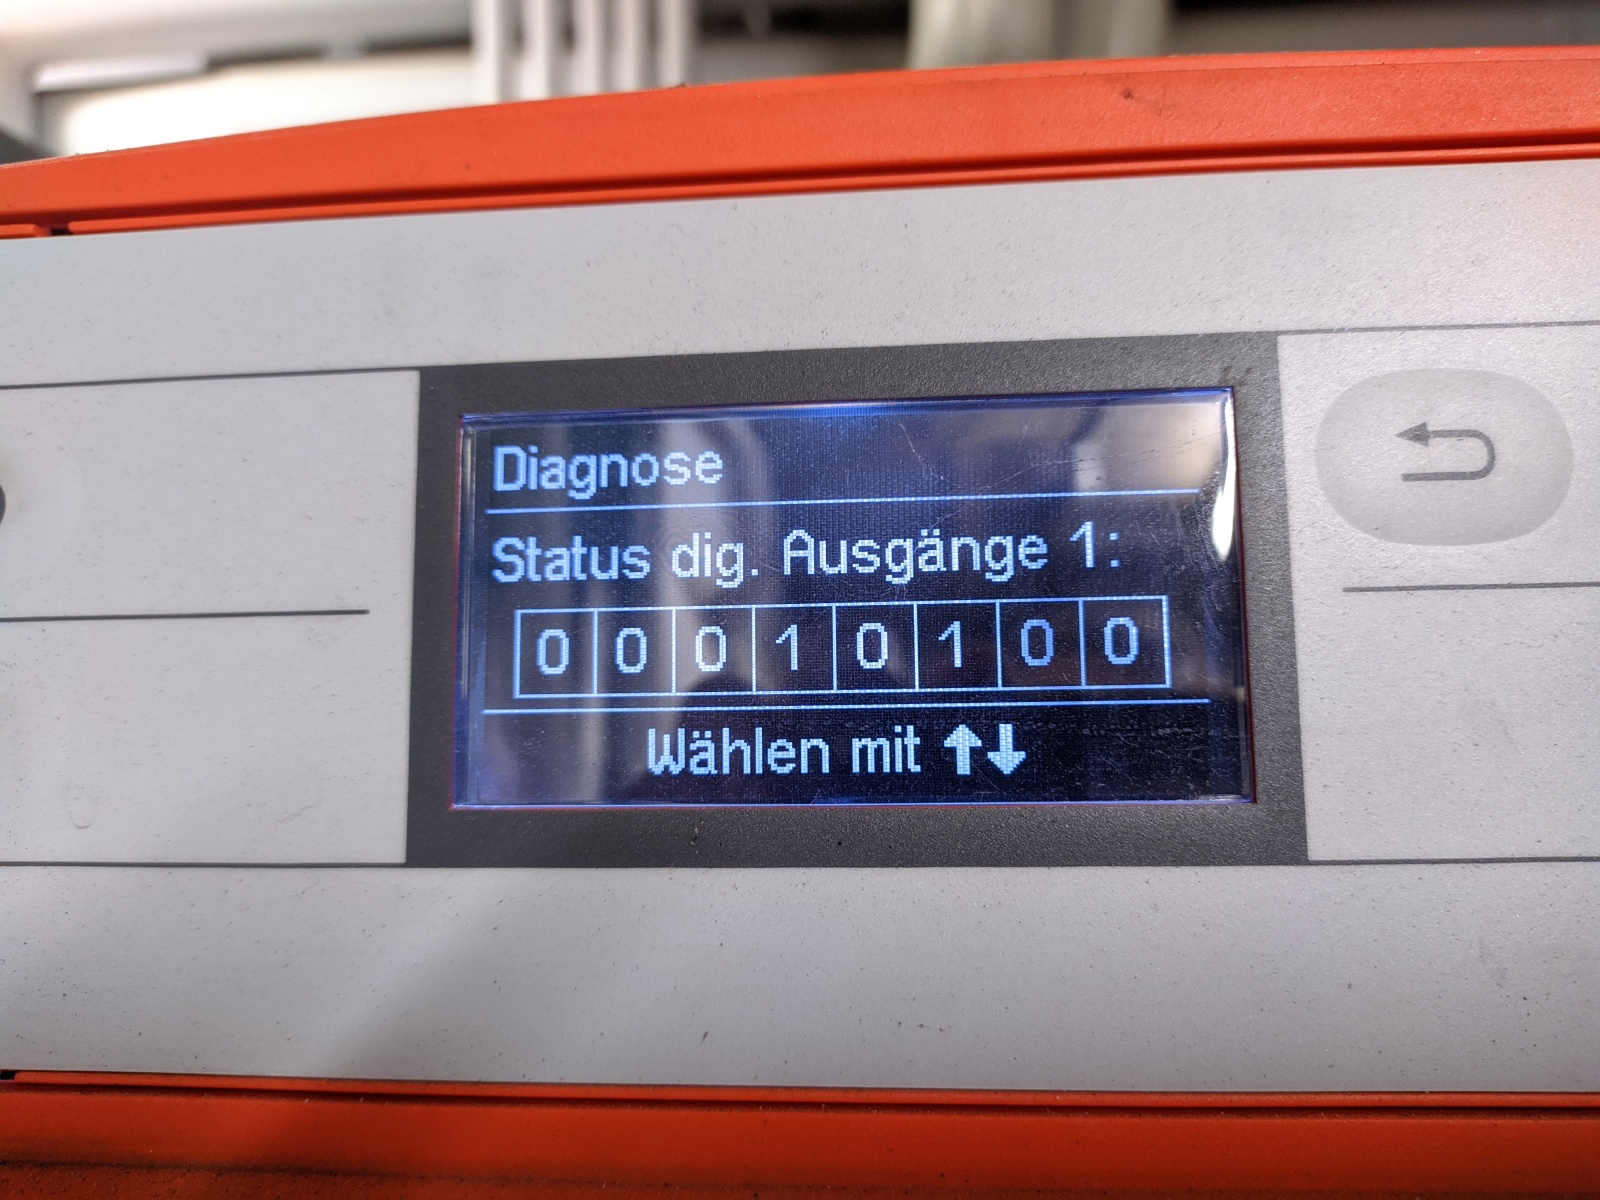 Diagnose
Status dig. Ausgänge 1:
0 0 0 1 0 1 0 0
Wählen mit ↑↓